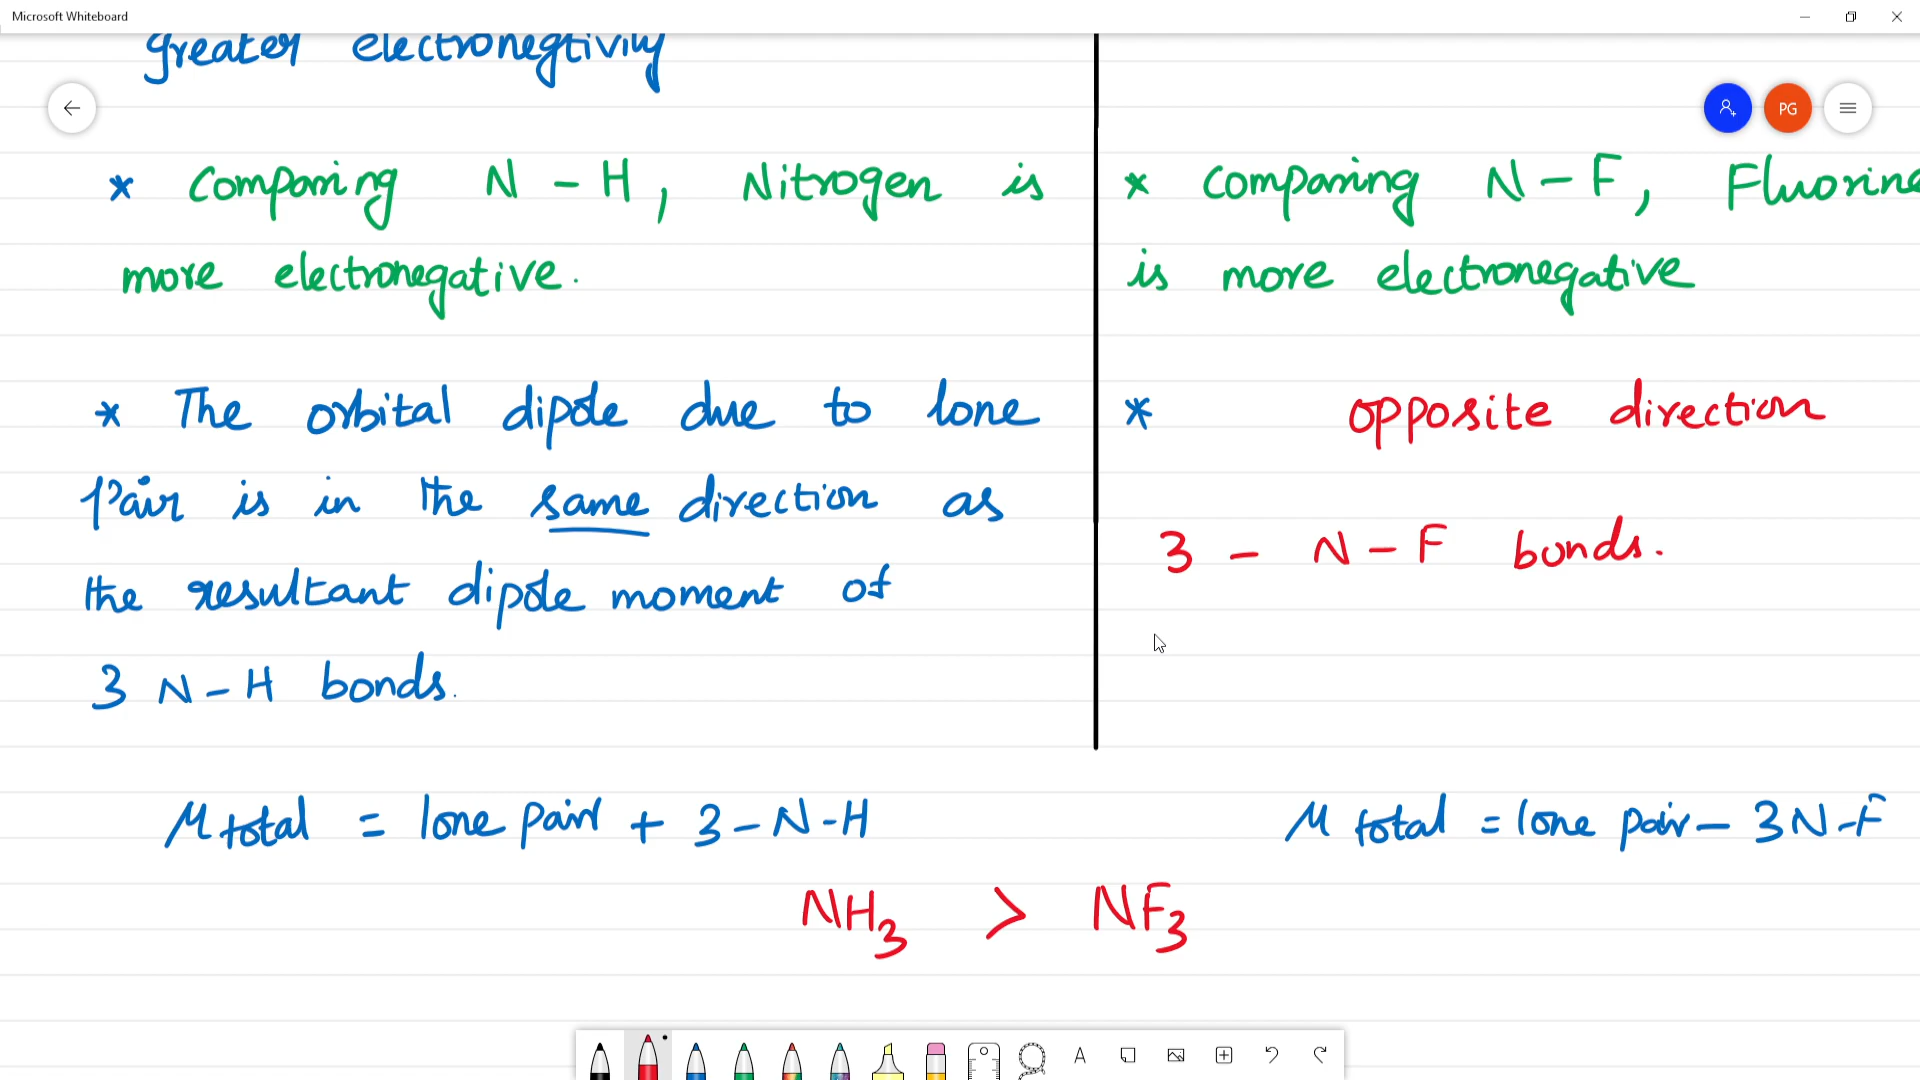 Microsoft Whiteboard
greater electronegtivity
PG
* Comparing N - H, Nitrogen is
more electronegative.
* The orbital dipole due to lone
Pair is in the same direction as
the resultant dipole moment of
3 N - H bonds.
* comparing N - F, Fluorine
is more electronegative
* opposite direction
3 - N - F bonds.
μ total = lone pair + 3 - N - H
μ total = lone pair - 3 N - F
NH3 > NF3
A